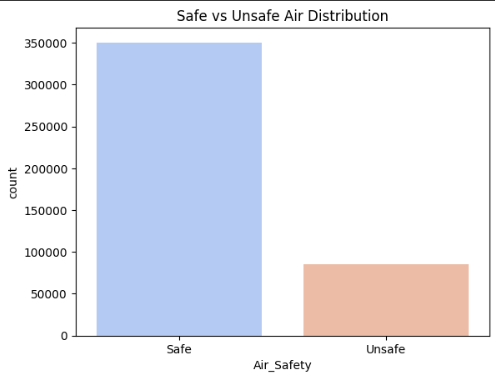 Safe vs Unsafe Air Distribution
350000
300000
250000
200000
150000
100000
50000
0
count
Safe Unsafe
Air_Safety